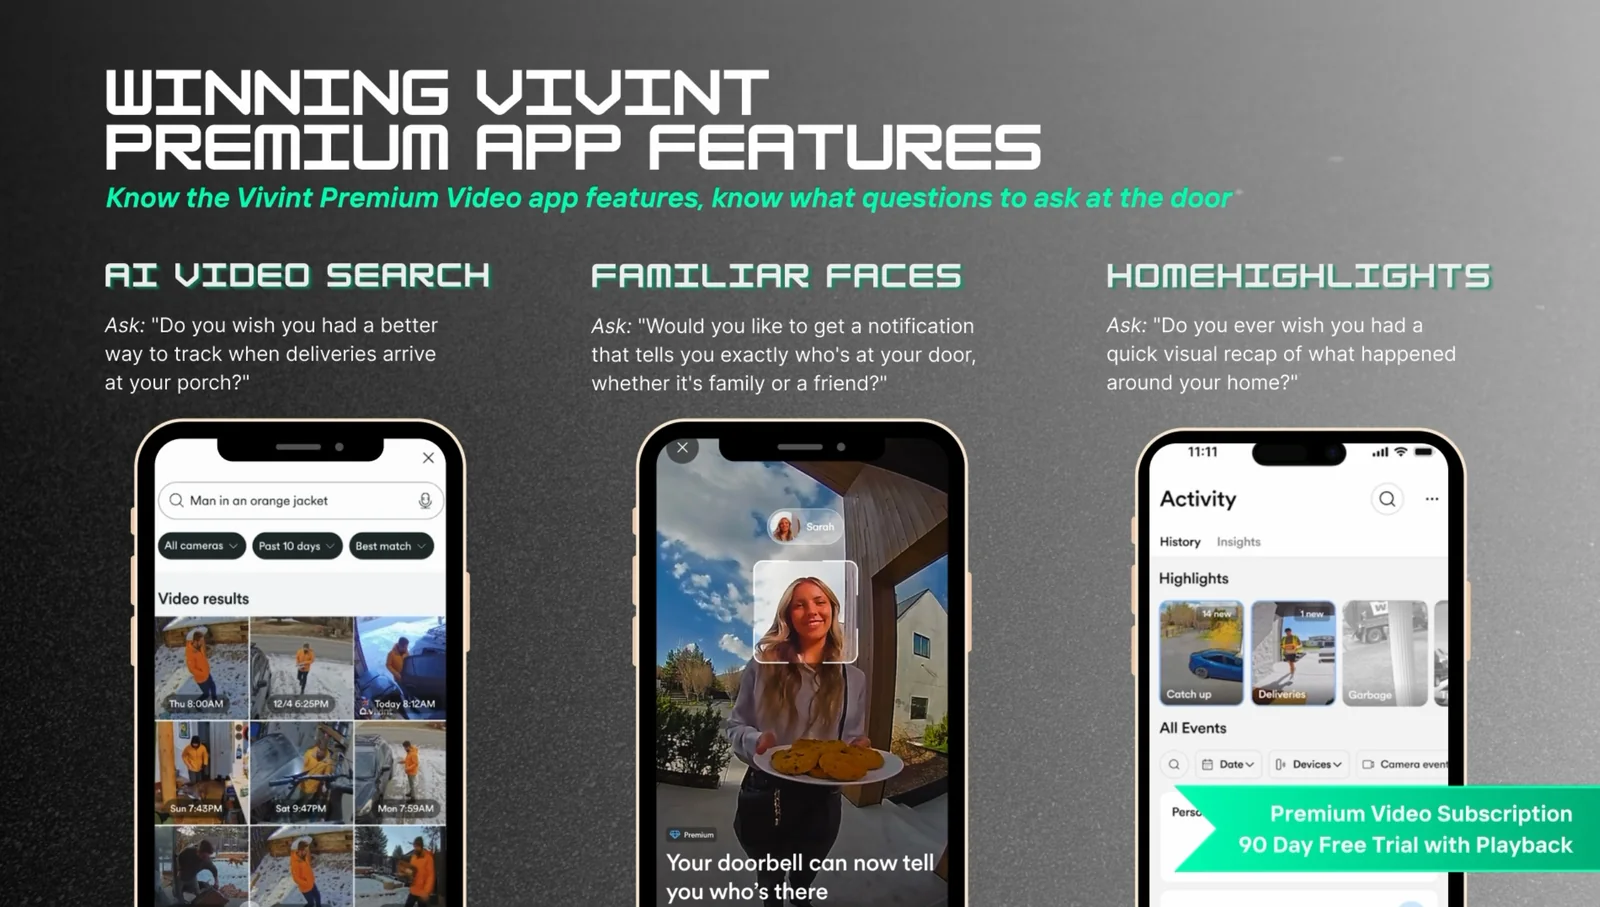 WINNING VIVINT
PREMIUM APP FEATURES
Know the Vivint Premium Video app features, know what questions to ask at the door
AI VIDEO SEARCH
Ask: "Do you wish you had a better
way to track when deliveries arrive
at your porch?"
Man in an orange jacket
All cameras
Past 10 days
Best match
Video results
Thu 8:00AM
12/4 6:25PM
Today 8:12AM
Sun 7:43PM
Sat 9:47PM
Mon 7:59AM
FAMILIAR FACES
Ask: "Would you like to get a notification
that tells you exactly who's at your door,
whether it's family or a friend?"
Sarah
Premium
Your doorbell can now tell
you who's there
HOMEHIGHLIGHTS
Ask: "Do you ever wish you had a
quick visual recap of what happened
around your home?"
11:11
Activity
History Insights
Highlights
14 new
1 new
W
Catch up
Deliveries
Garbage
All Events
Date
Devices
Camera event
Perso
Premium Video Subscription
90 Day Free Trial with Playback